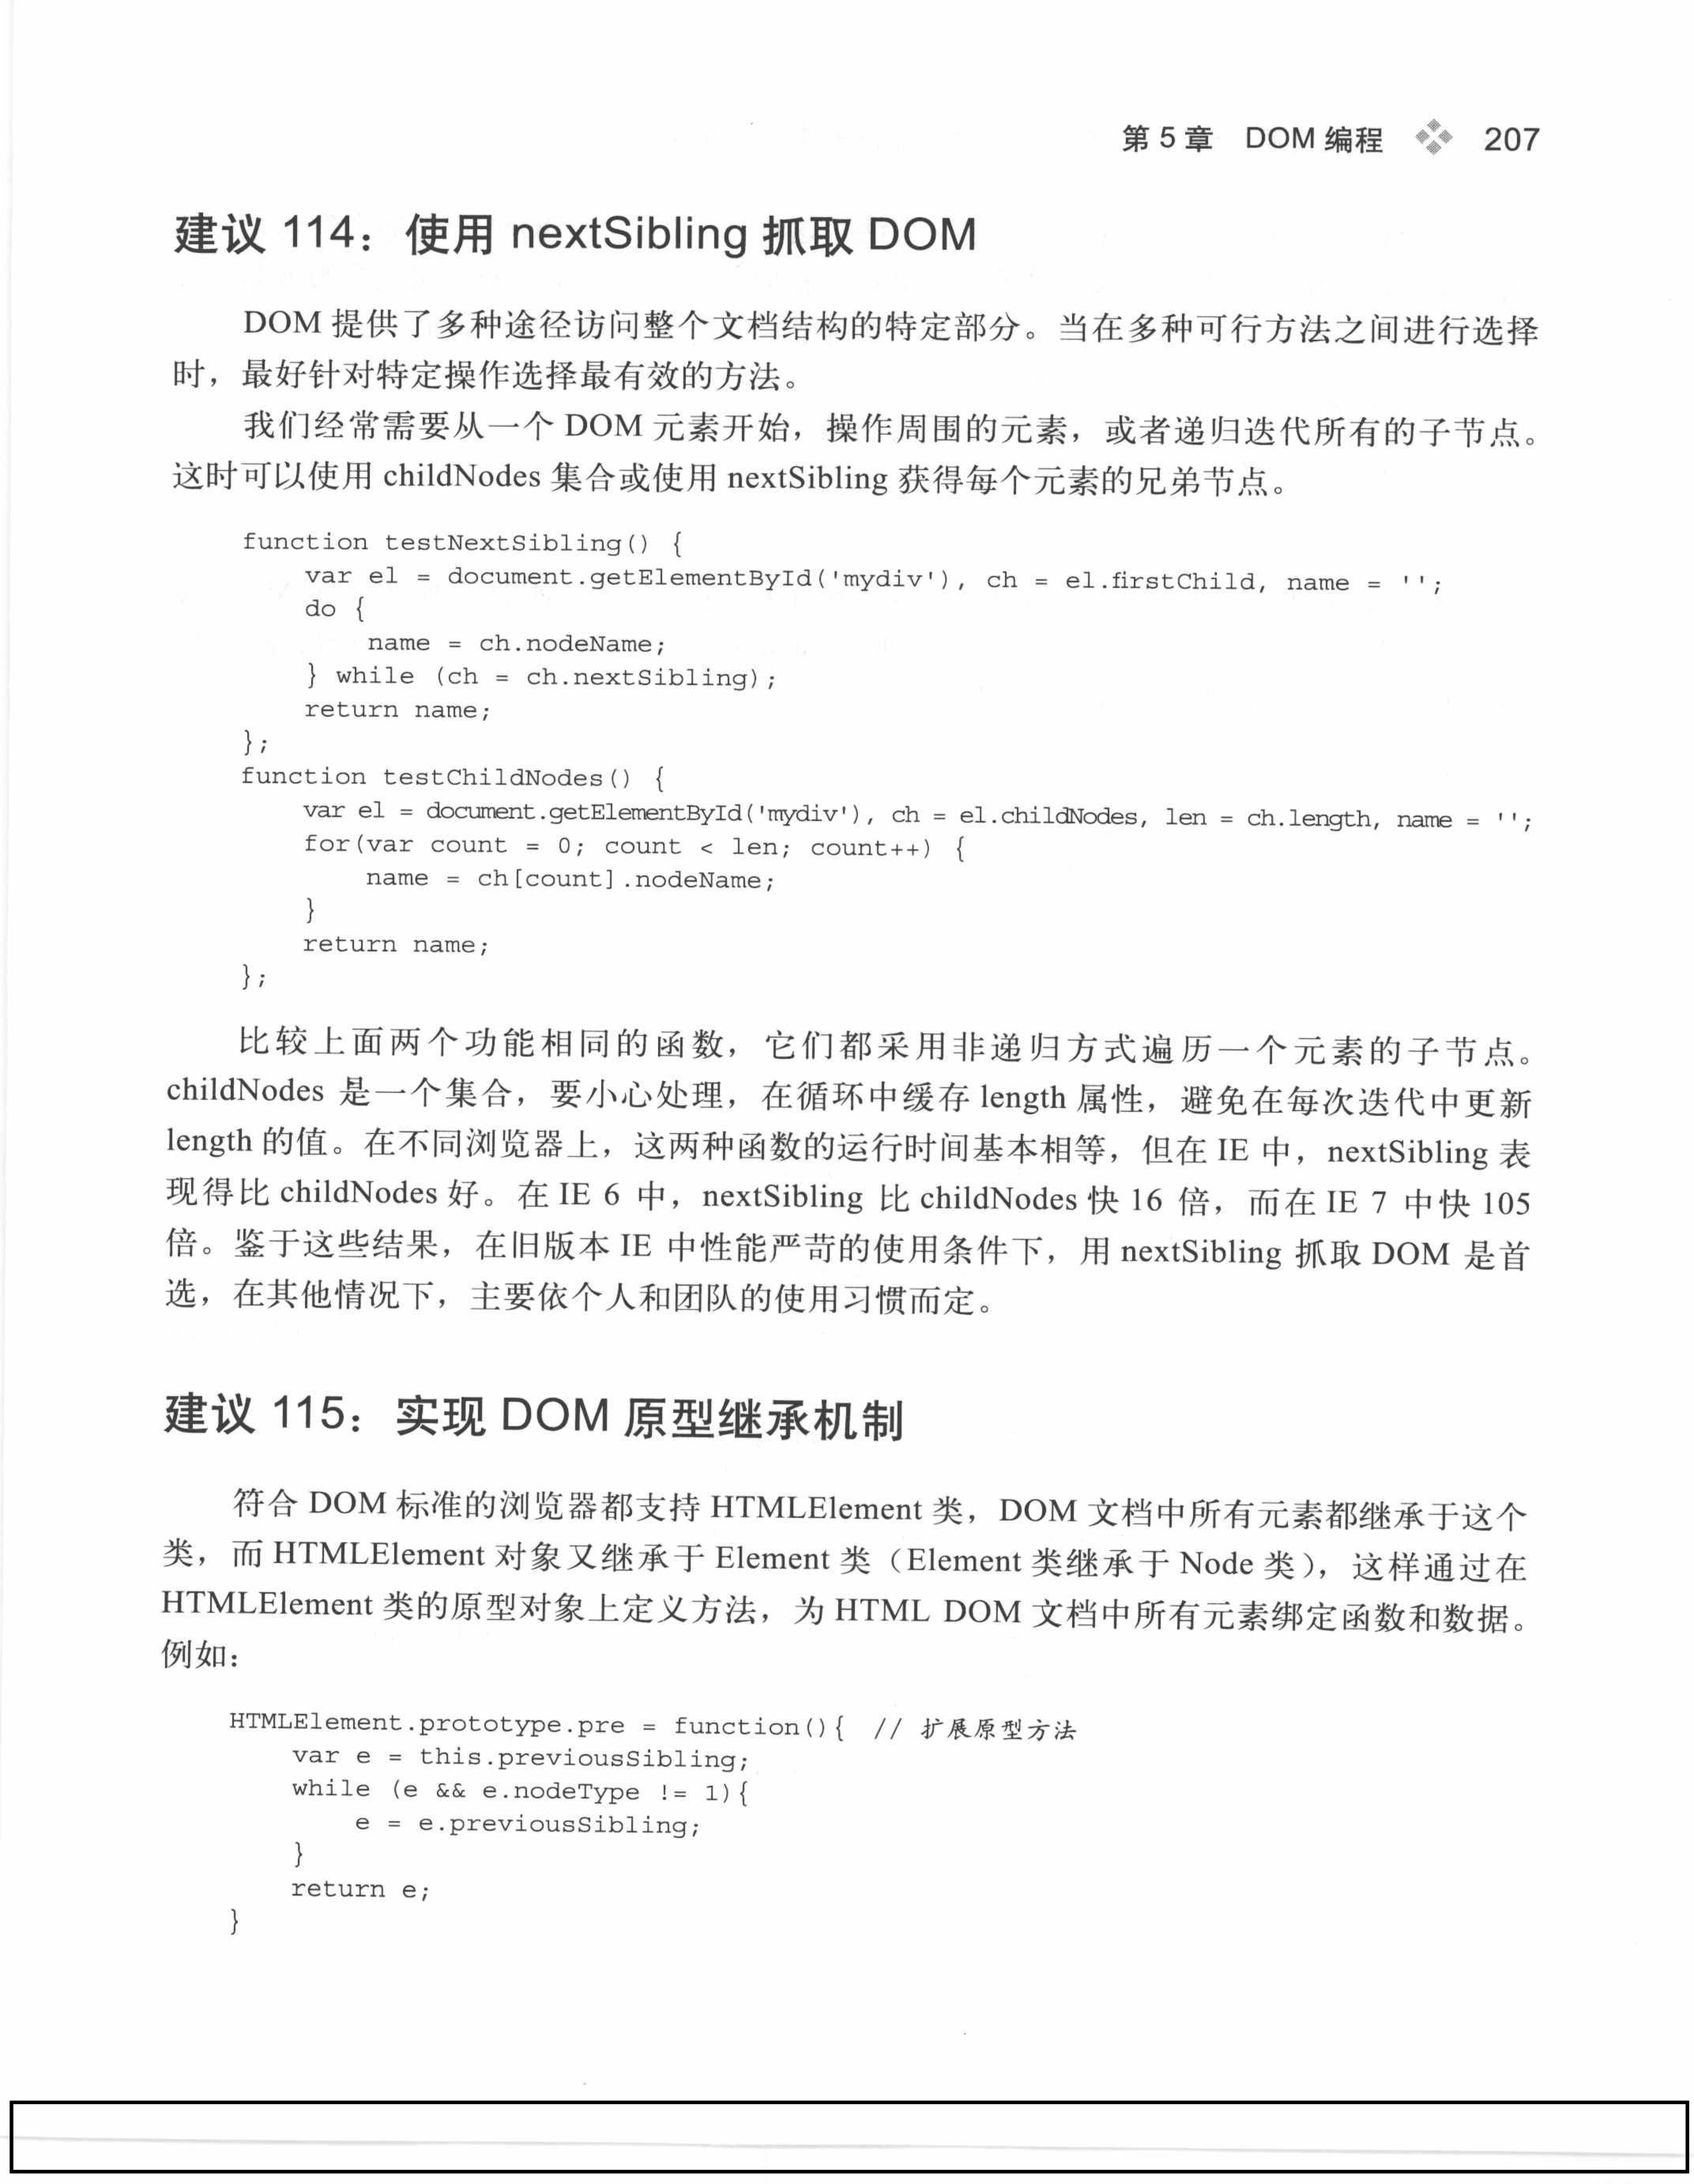 第 5 章 DOM 编程 207
建议 114：使用 nextSibling 抓取 DOM
DOM 提供了多种途径访问整个文档结构的特定部分。当在多种可行方法之间进行选择
时，最好针对特定操作选择最有效的方法。
我们经常需要从一个 DOM 元素开始，操作周围的元素，或者递归迭代所有的子节点。
这时可以使用 childNodes 集合或使用 nextSibling 获得每个元素的兄弟节点。
function testNextSibling() {
    var el = document.getElementById('mydiv'), ch = el.firstChild, name = '';
    do {
        name = ch.nodeName;
    } while (ch = ch.nextSibling);
    return name;
};
function testChildNodes() {
    var el = document.getElementById('mydiv'), ch = el.childNodes, len = ch.length, name = '';
    for(var count = 0; count < len; count++) {
        name = ch[count].nodeName;
    }
    return name;
};
比较上面两个功能相同的函数，它们都采用非递归方式遍历一个元素的子节点。
childNodes 是一个集合，要小心处理，在循环中缓存 length 属性，避免在每次迭代中更新
length 的值。在不同浏览器上，这两种函数的运行时间基本相等，但在 IE 中，nextSibling 表
现得比 childNodes 好。在 IE 6 中，nextSibling 比 childNodes 快 16 倍，而在 IE 7 中快 105
倍。鉴于这些结果，在旧版本 IE 中性能严苛的使用条件下，用 nextSibling 抓取 DOM 是首
选，在其他情况下，主要依个人和团队的使用习惯而定。
建议 115：实现 DOM 原型继承机制
符合 DOM 标准的浏览器都支持 HTMLElement 类，DOM 文档中所有元素都继承于这个
类，而 HTMLElement 对象又继承于 Element 类（Element 类继承于 Node 类），这样通过在
HTMLElement 类的原型对象上定义方法，为 HTML DOM 文档中所有元素绑定函数和数据。
例如：
HTMLElement.prototype.pre = function(){  // 扩展原型方法
    var e = this.previousSibling;
    while (e && e.nodeType != 1){
        e = e.previousSibling;
    }
    return e;
}